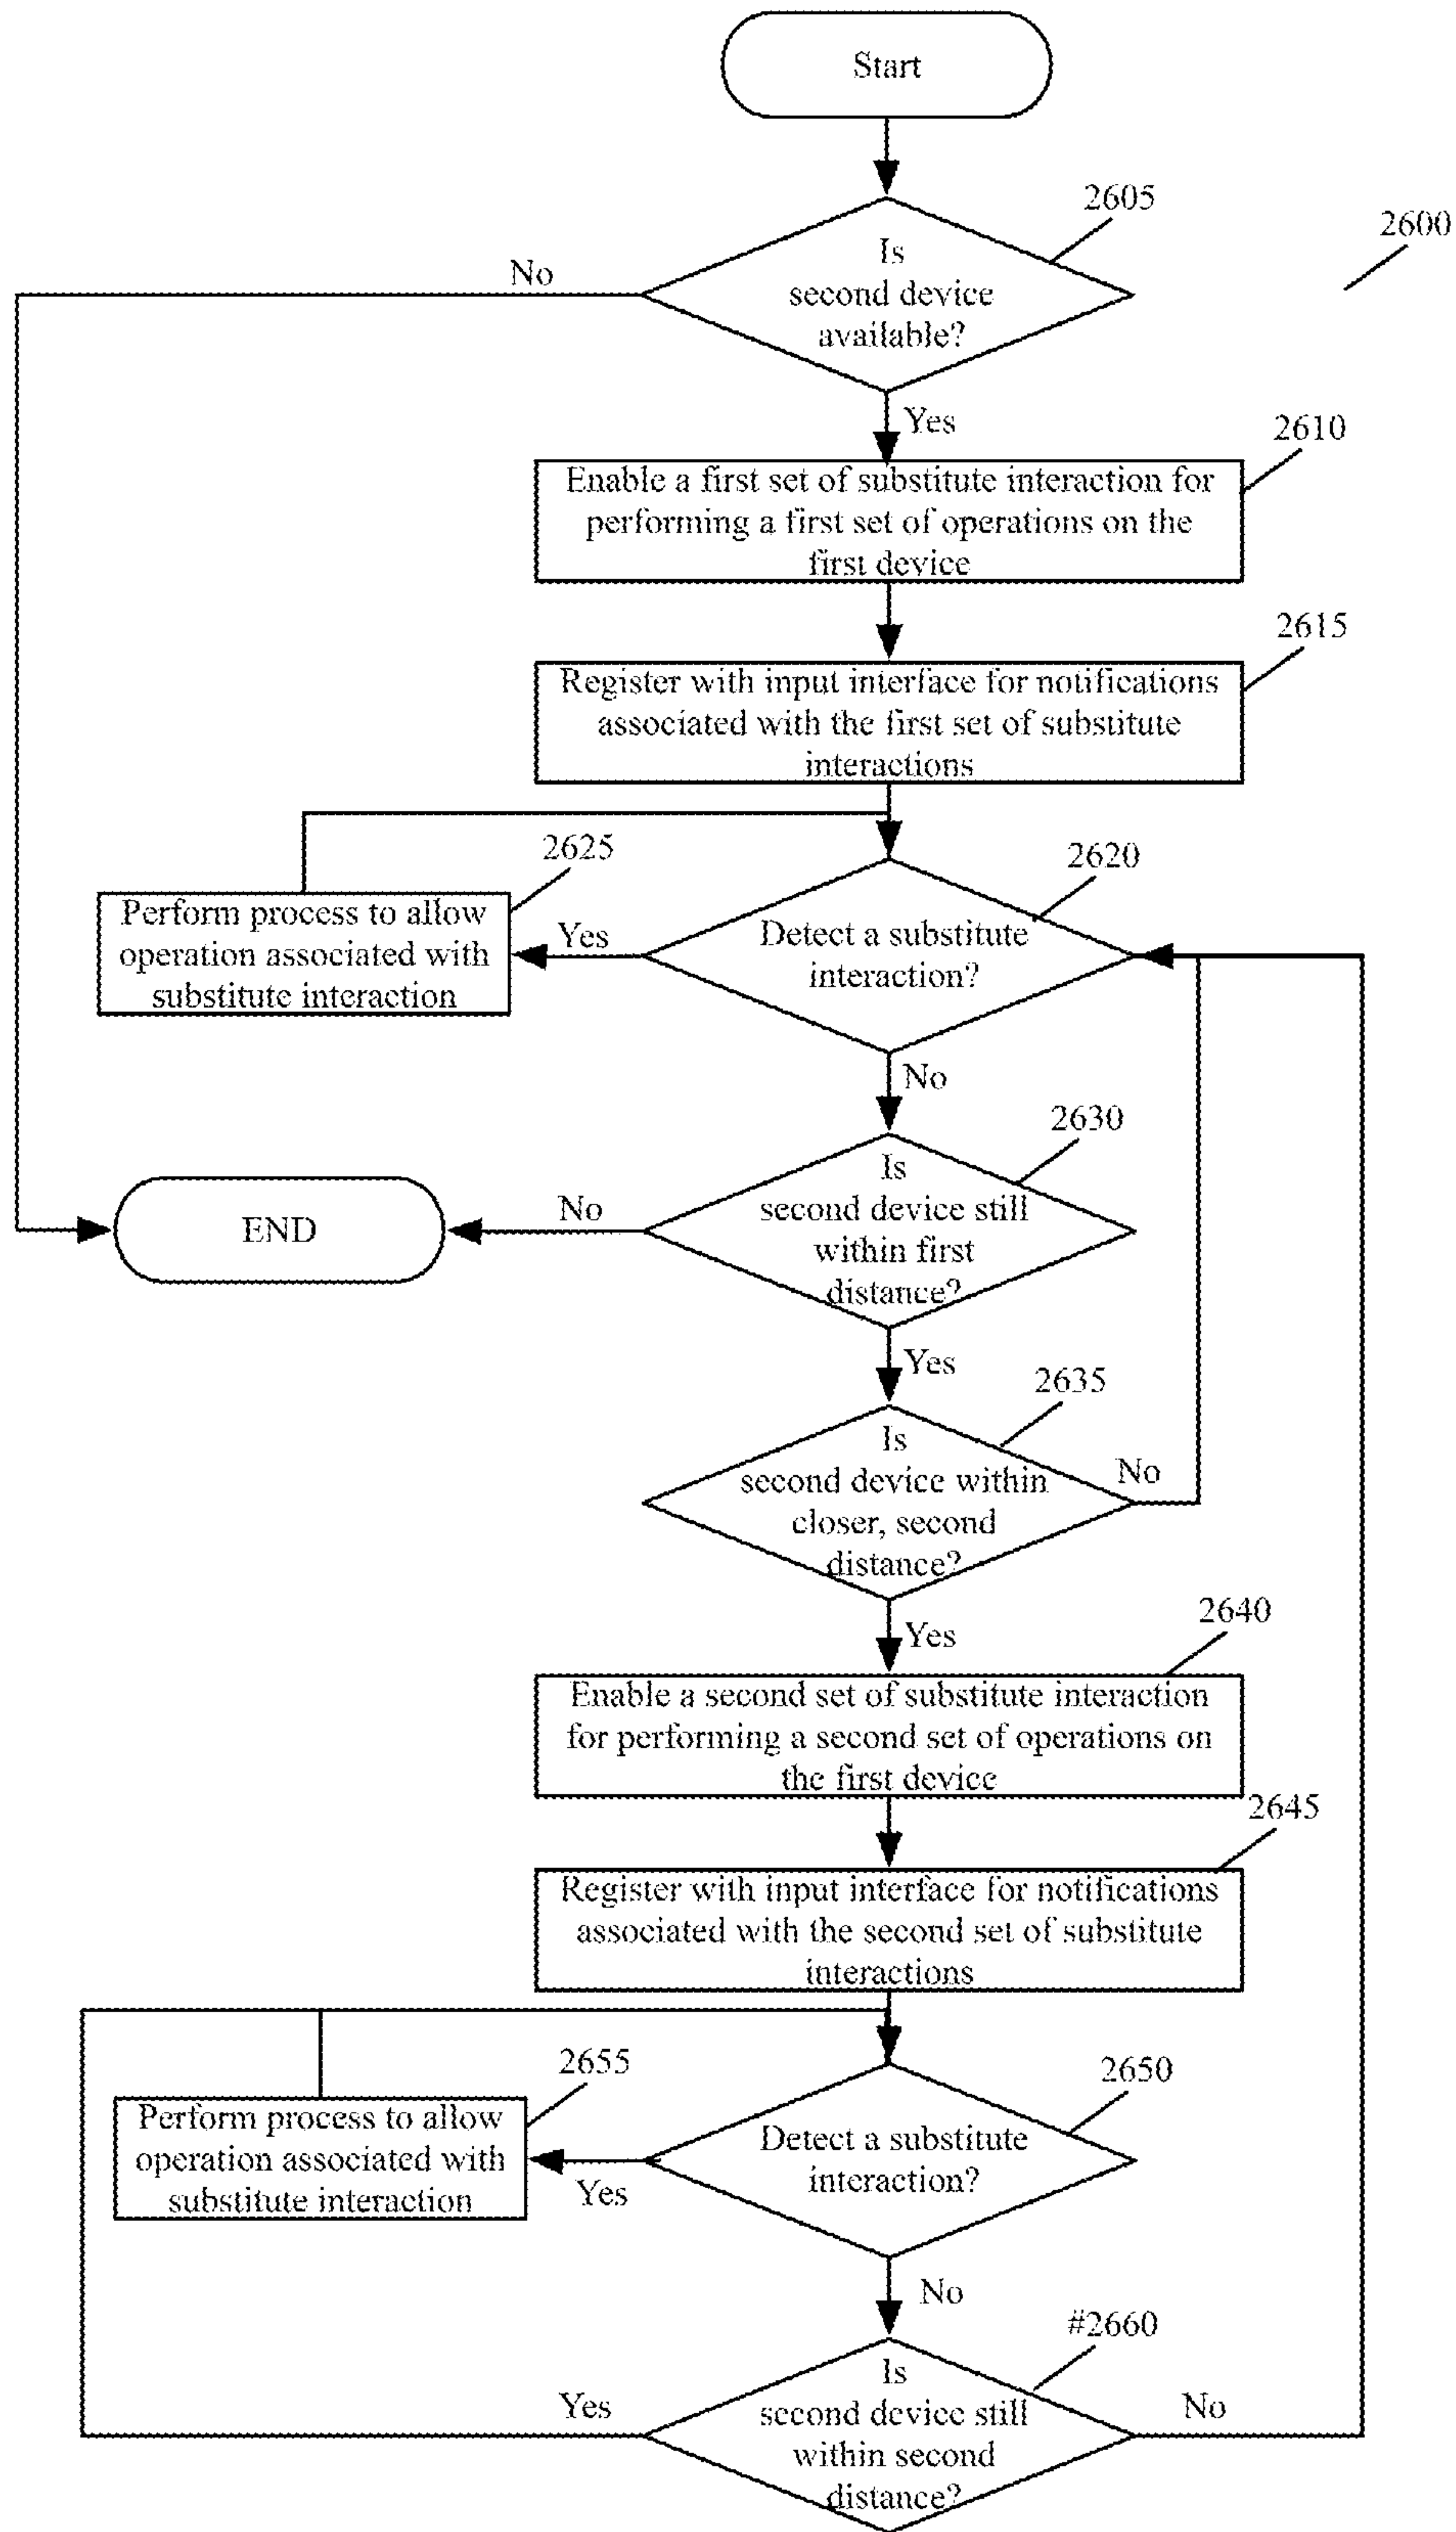 Start
2605
2600
Is
second device
available?
No
Yes
2610
Enable a first set of substitute interaction for
performing a first set of operations on the
first device
2615
Register with input interface for notifications
associated with the first set of substitute
interactions
2625
2620
Perform process to allow
operation associated with
substitute interaction
Yes
Detect a substitute
interaction?
No
2630
Is
second device still
within first
distance?
No
END
Yes
2635
Is
second device within
closer, second
distance?
No
Yes
2640
Enable a second set of substitute interaction
for performing a second set of operations on
the first device
2645
Register with input interface for notifications
associated with the second set of substitute
interactions
2655
2650
Perform process to allow
operation associated with
substitute interaction
Yes
Detect a substitute
interaction?
No
#2660
Is
second device still
within second
distance?
Yes
No